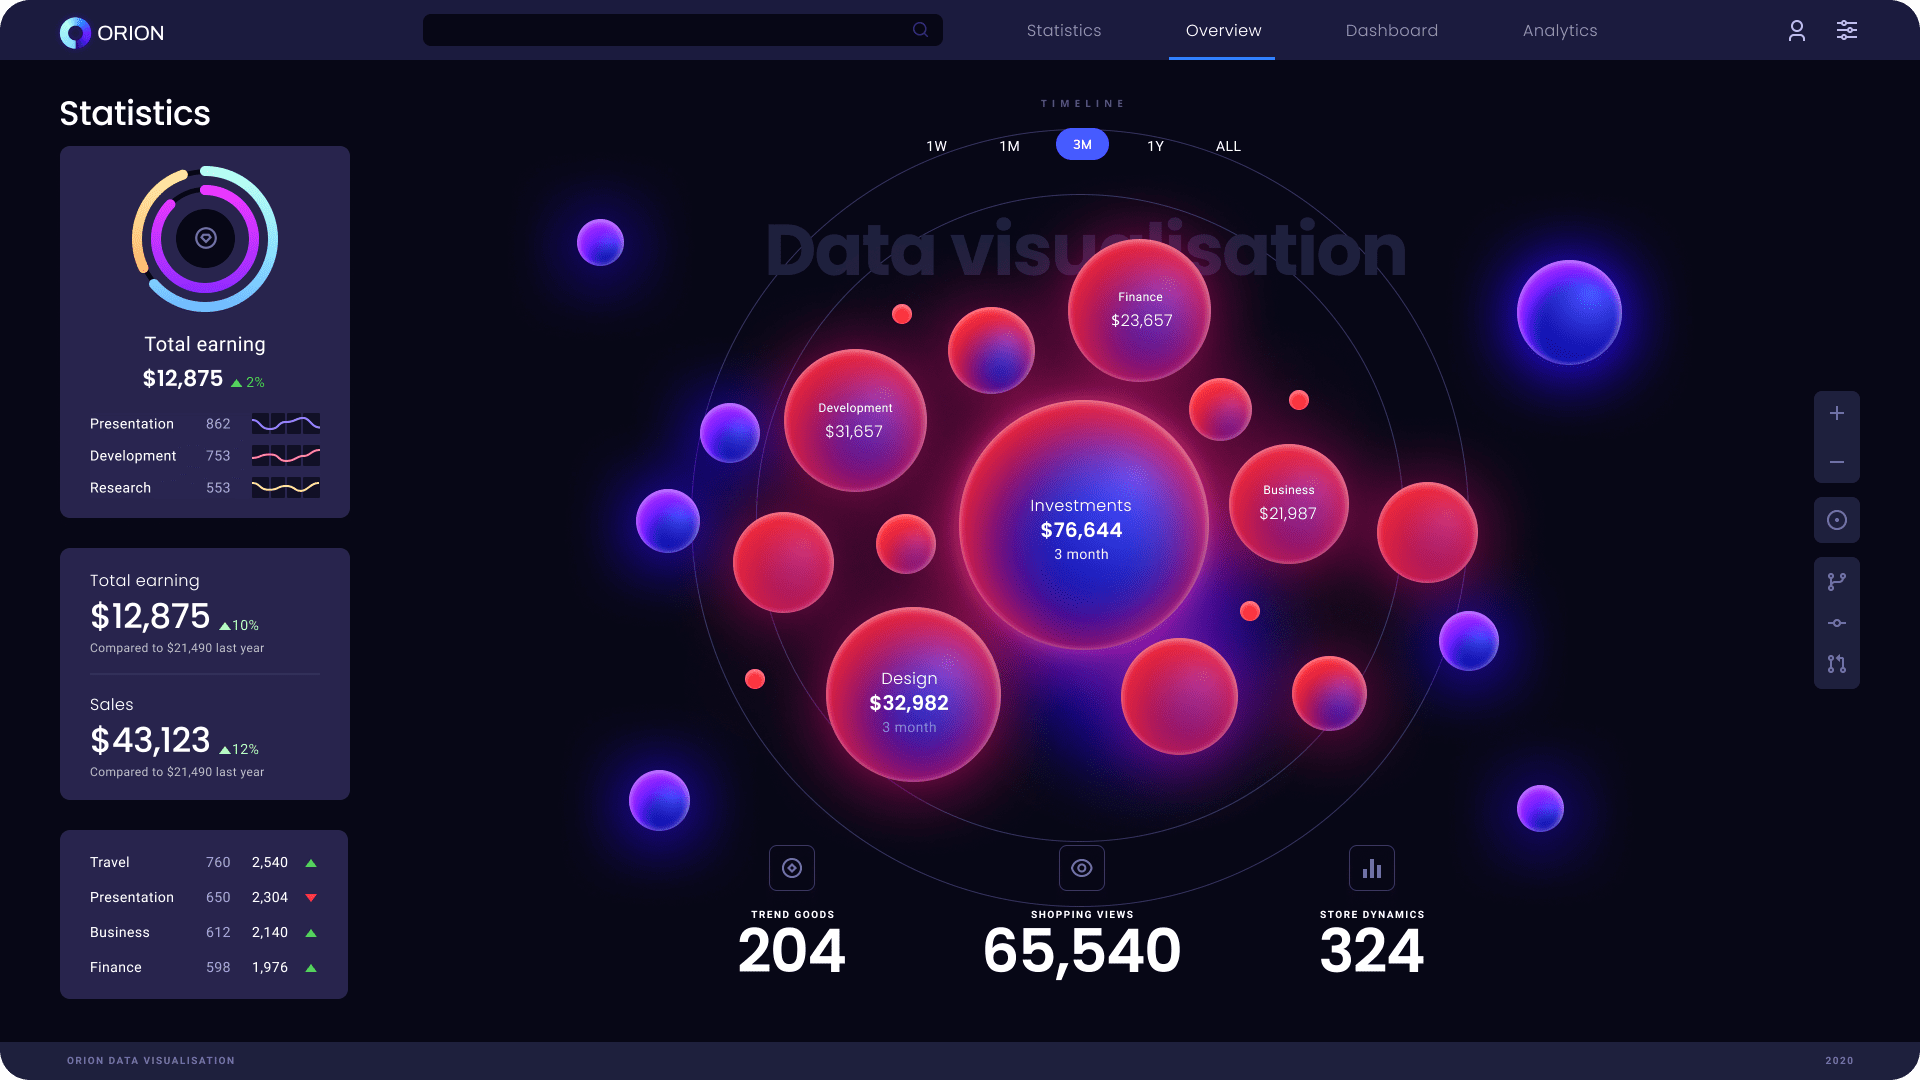 ORION
Statistics
Overview
Dashboard
Analytics
Statistics
Total earning
$12,875 2%
Presentation 862
Development 753
Research 553
Total earning
$12,875 10%
Compared to $21,490 last year
Sales
$43,123 12%
Compared to $21,490 last year
Travel 760 2,540
Presentation 650 2,304
Business 612 2,140
Finance 598 1,976
TIMELINE
1W 1M 3M 1Y ALL
Data visualisation
Finance
$23,657
Development
$31,657
Business
$21,987
Investments
$76,644
3 month
Design
$32,982
3 month
TREND GOODS
204
SHOPPING VIEWS
65,540
STORE DYNAMICS
324
ORION DATA VISUALISATION
2020